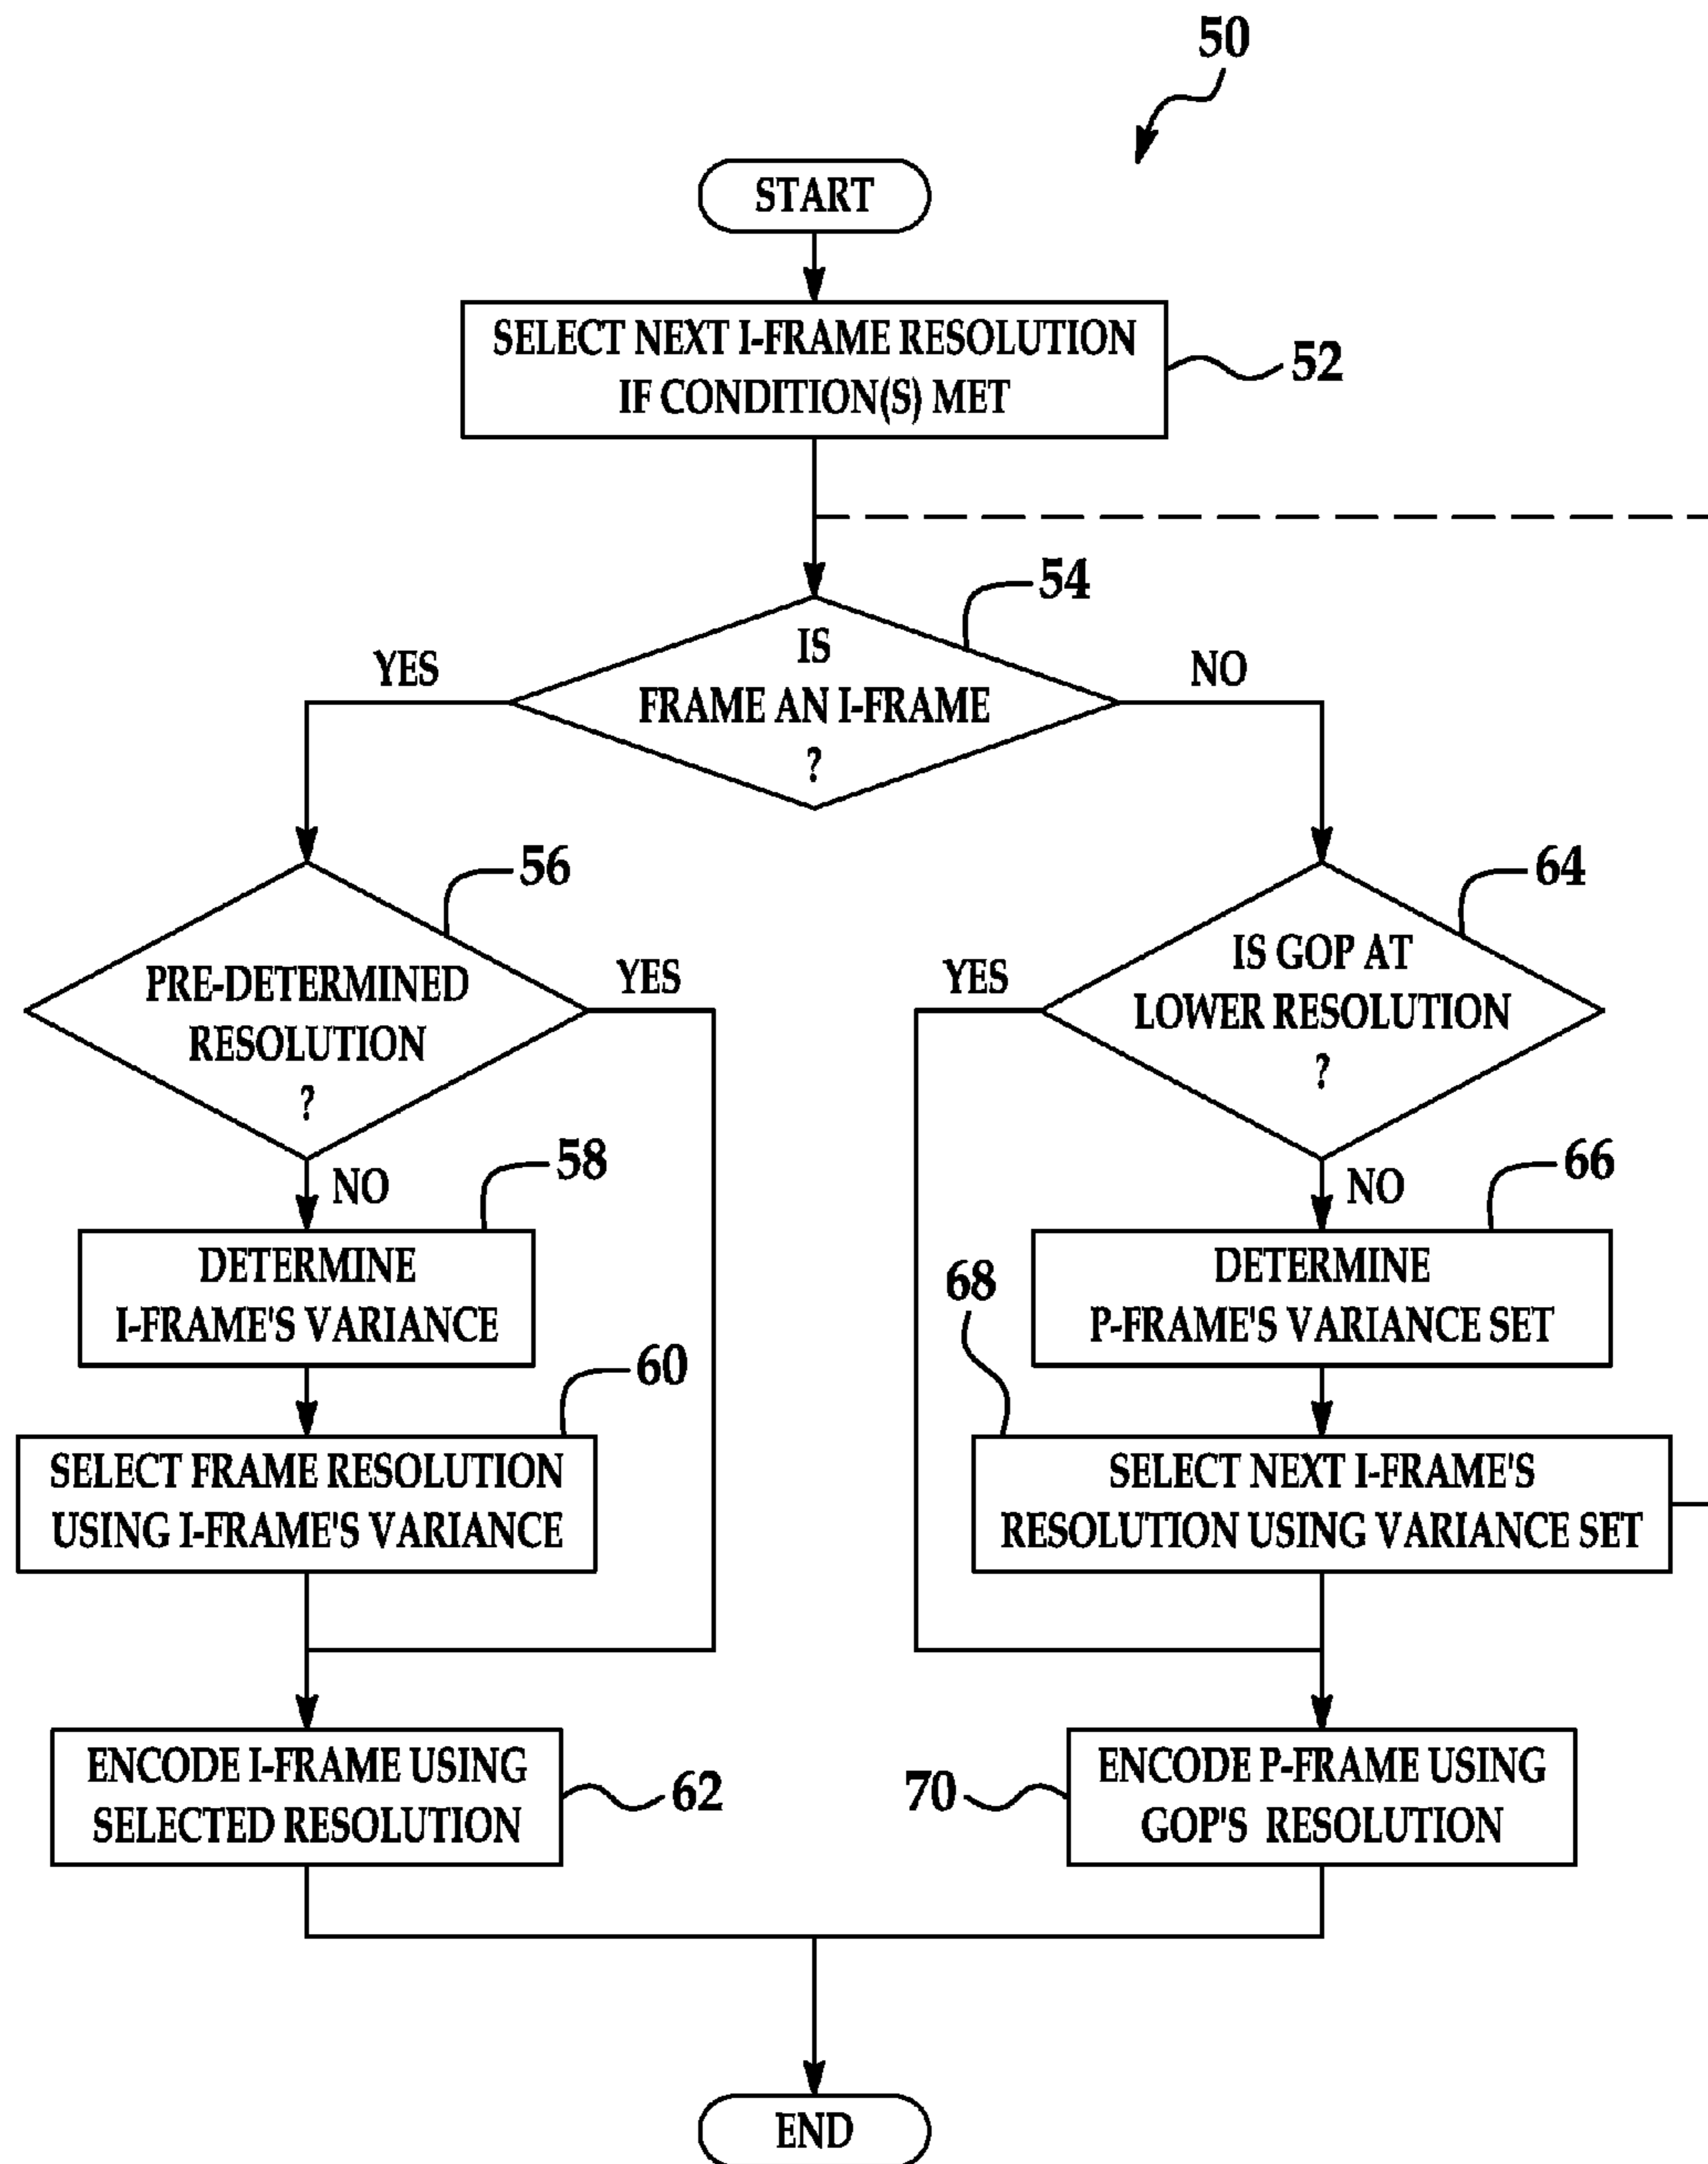 50
START
SELECT NEXT I-FRAME RESOLUTION
IF CONDITION(S) MET
52
54
IS
FRAME AN I-FRAME
?
YES
NO
56
PRE-DETERMINED
RESOLUTION
?
YES
NO
64
IS GOP AT
LOWER RESOLUTION
?
YES
NO
58
DETERMINE
I-FRAME'S VARIANCE
66
DETERMINE
P-FRAME'S VARIANCE SET
60
SELECT FRAME RESOLUTION
USING I-FRAME'S VARIANCE
68
SELECT NEXT I-FRAME'S
RESOLUTION USING VARIANCE SET
ENCODE I-FRAME USING
SELECTED RESOLUTION
62
70
ENCODE P-FRAME USING
GOP'S RESOLUTION
END